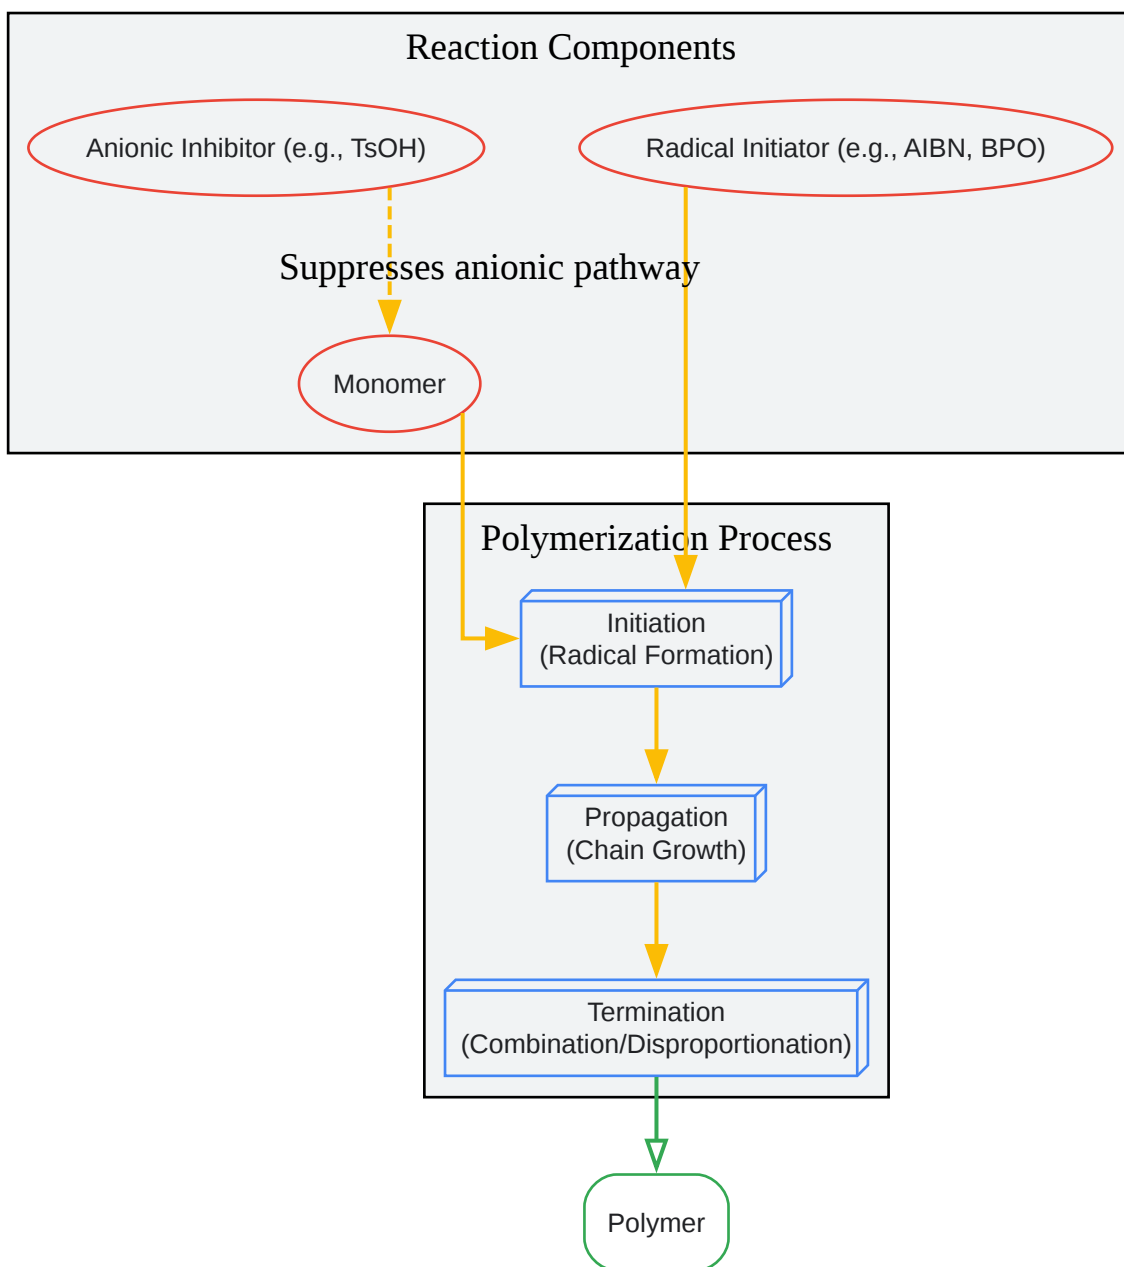 Reaction Components
Anionic Inhibitor (e.g., TsOH)
Radical Initiator (e.g., AIBN, BPO)
Suppresses anionic pathway
Monomer
Polymerization Process
Initiation
(Radical Formation)
Propagation
(Chain Growth)
Termination
(Combination/Disproportionation)
Polymer